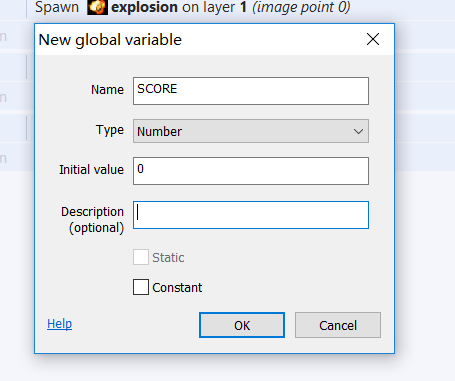 Spawn explosion on layer 1 (image point 0)
New global variable
Name SCORE
Type Number
Initial value 0
Description
(optional)
Static
Constant
Help OK Cancel